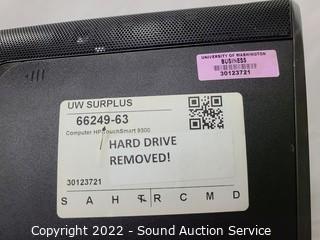 UNIVERSITY OF WASHINGTON
BUSINESS
30123721
UW SURPLUS
66249-63
Computer HP TouchSmart 9300
HARD DRIVE
REMOVED!
30123721
S A H T R C M D
Copyright 2022 - Sound Auction Service